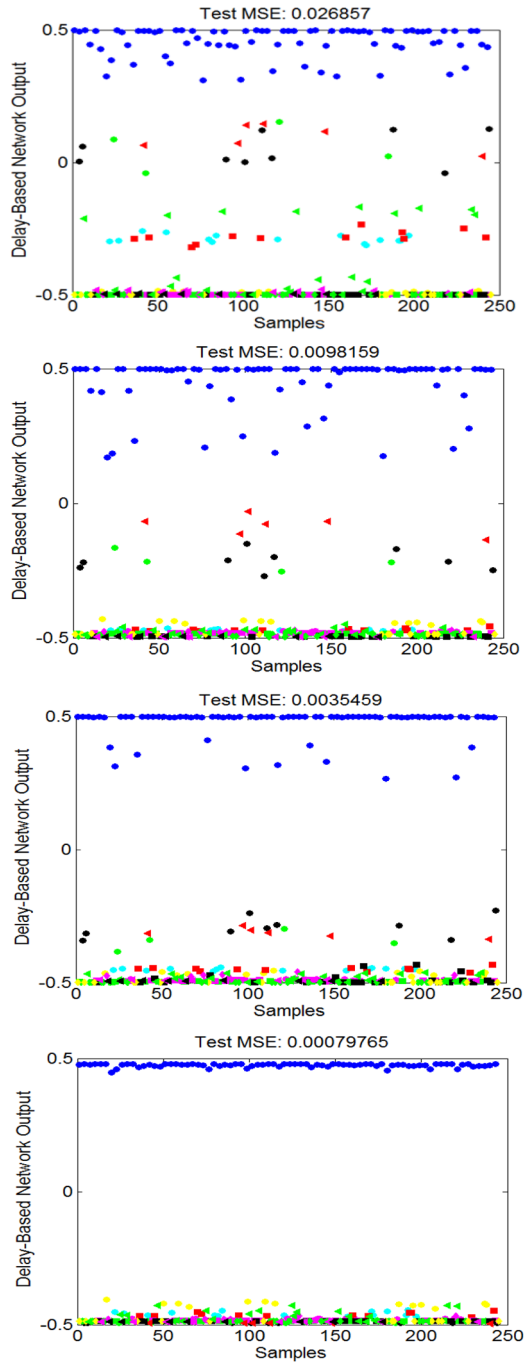 Test MSE: 0.026857
0.5
0
-0.5
Delay-Based Network Output
0 50 100 150 200 250
Samples
Test MSE: 0.0098159
0.5
0
-0.5
Delay-Based Network Output
0 50 100 150 200 250
Samples
Test MSE: 0.0035459
0.5
0
-0.5
Delay-Based Network Output
0 50 100 150 200 250
Samples
Test MSE: 0.00079765
0.5
0
-0.5
Delay-Based Network Output
0 50 100 150 200 250
Samples